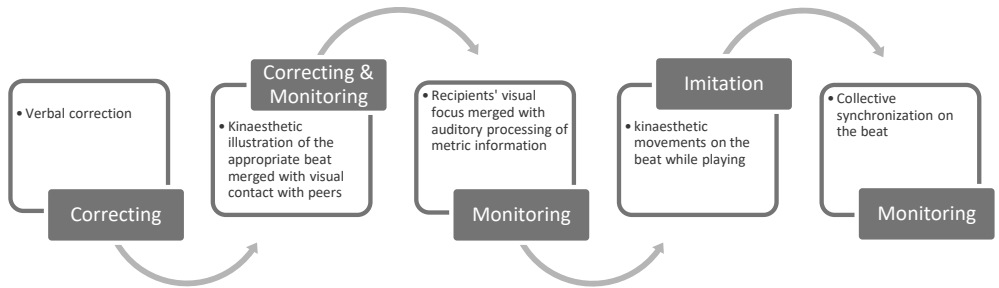 • Verbal correction
Correcting
Correcting &
Monitoring
• Kinaesthetic
illustration of the
appropriate beat
merged with visual
contact with peers
• Recipients' visual
focus merged with
auditory processing of
metric information
Monitoring
Imitation
• kinaesthetic
movements on the
beat while playing
• Collective
synchronization on
the beat
Monitoring